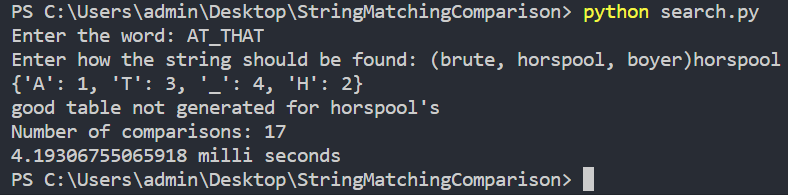 PS C:\Users\admin\Desktop\StringMatchingComparison> python search.py
Enter the word: AT_THAT
Enter how the string should be found: (brute, horspool, boyer)horspool
{'A': 1, 'T': 3, '_': 4, 'H': 2}
good table not generated for horspool's
Number of comparisons: 17
4.19306755065918 milli seconds
PS C:\Users\admin\Desktop\StringMatchingComparison>